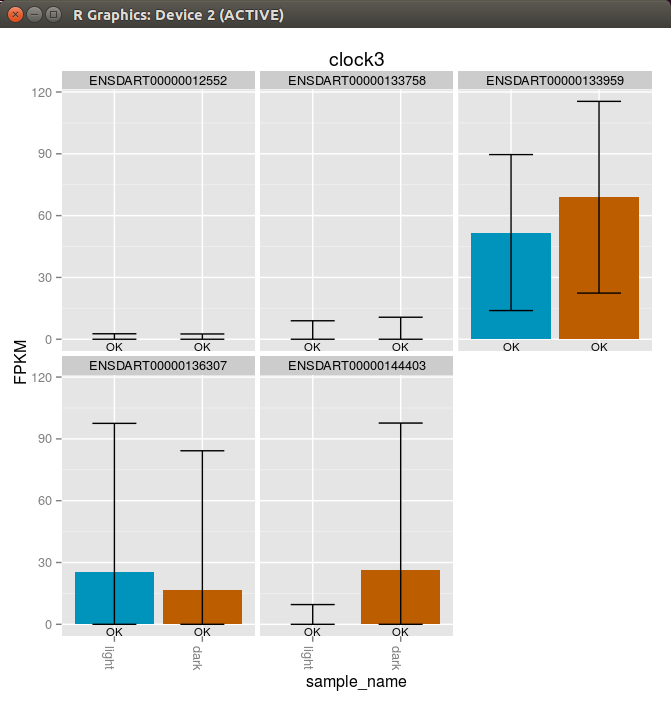 R Graphics: Device 2 (ACTIVE)
clock3
ENSDART00000012552 ENSDART00000133758 ENSDART00000133959
120
90
60
30
0
OK OK OK OK OK OK
FPKM
ENSDART00000136307 ENSDART00000144403
120
90
60
30
0
OK OK OK OK
light dark light dark
sample_name